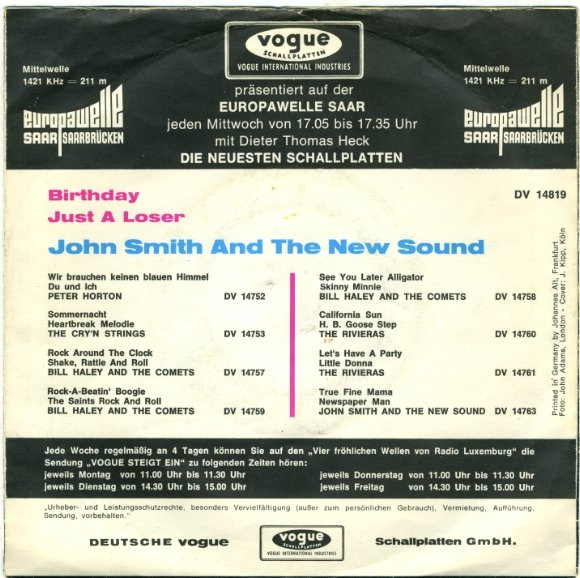 vogue
SCHALLPLATTEN
VOGUE INTERNATIONAL INDUSTRIES
Mittelwelle
1421 KHz = 211 m
europawelle
SAAR SAARBRÜCKEN
präsentiert auf der
EUROPAWELLE SAAR
jeden Mittwoch von 17.05 bis 17.35 Uhr
mit Dieter Thomas Heck
DIE NEUESTEN SCHALLPLATTEN
Mittelwelle
1421 KHz = 211 m
europawelle
SAAR SAARBRÜCKEN
Birthday
DV 14819
Just A Loser
John Smith And The New Sound
Wir brauchen keinen blauen Himmel
Du und Ich
PETER HORTON DV 14752
Sommernacht
Heartbreak Melodie
THE CRY'N STRINGS DV 14753
Rock Around The Clock
Shake, Rattle And Roll
BILL HALEY AND THE COMETS DV 14757
Rock-A-Beatin' Boogie
The Saints Rock And Roll
BILL HALEY AND THE COMETS DV 14759
See You Later Alligator
Skinny Minnie
BILL HALEY AND THE COMETS DV 14758
California Sun
H. B. Goose Step
THE RIVIERAS DV 14760
Let's Have A Party
Little Donna
THE RIVIERAS DV 14761
True Fine Mama
Newspaper Man
JOHN SMITH AND THE NEW SOUND DV 14763
Printed in Germany by Johannes Alt, Frankfurt
Foto: John Adams, London - Cover: J. Kipp, Köln
Jede Woche regelmäßig an 4 Tagen können Sie auf den „Vier fröhlichen Wellen von Radio Luxemburg" die
Sendung „VOGUE STEIGT EIN" zu folgenden Zeiten hören:
jeweils Montag von 11.00 Uhr bis 11.30 Uhr
jeweils Dienstag von 14.30 Uhr bis 15.00 Uhr
jeweils Donnerstag von 11.00 Uhr bis 11.30 Uhr
jeweils Freitag von 14.30 Uhr bis 15.00 Uhr
„Urheber- und Leistungsschutzrechte, besonders Vervielfältigung (außer zum persönlichen Gebrauch), Vermietung, Aufführung,
Sendung, vorbehalten."
DEUTSCHE vogue
vogue
SCHALLPLATTEN
VOGUE INTERNATIONAL INDUSTRIES
Schallplatten GmbH.